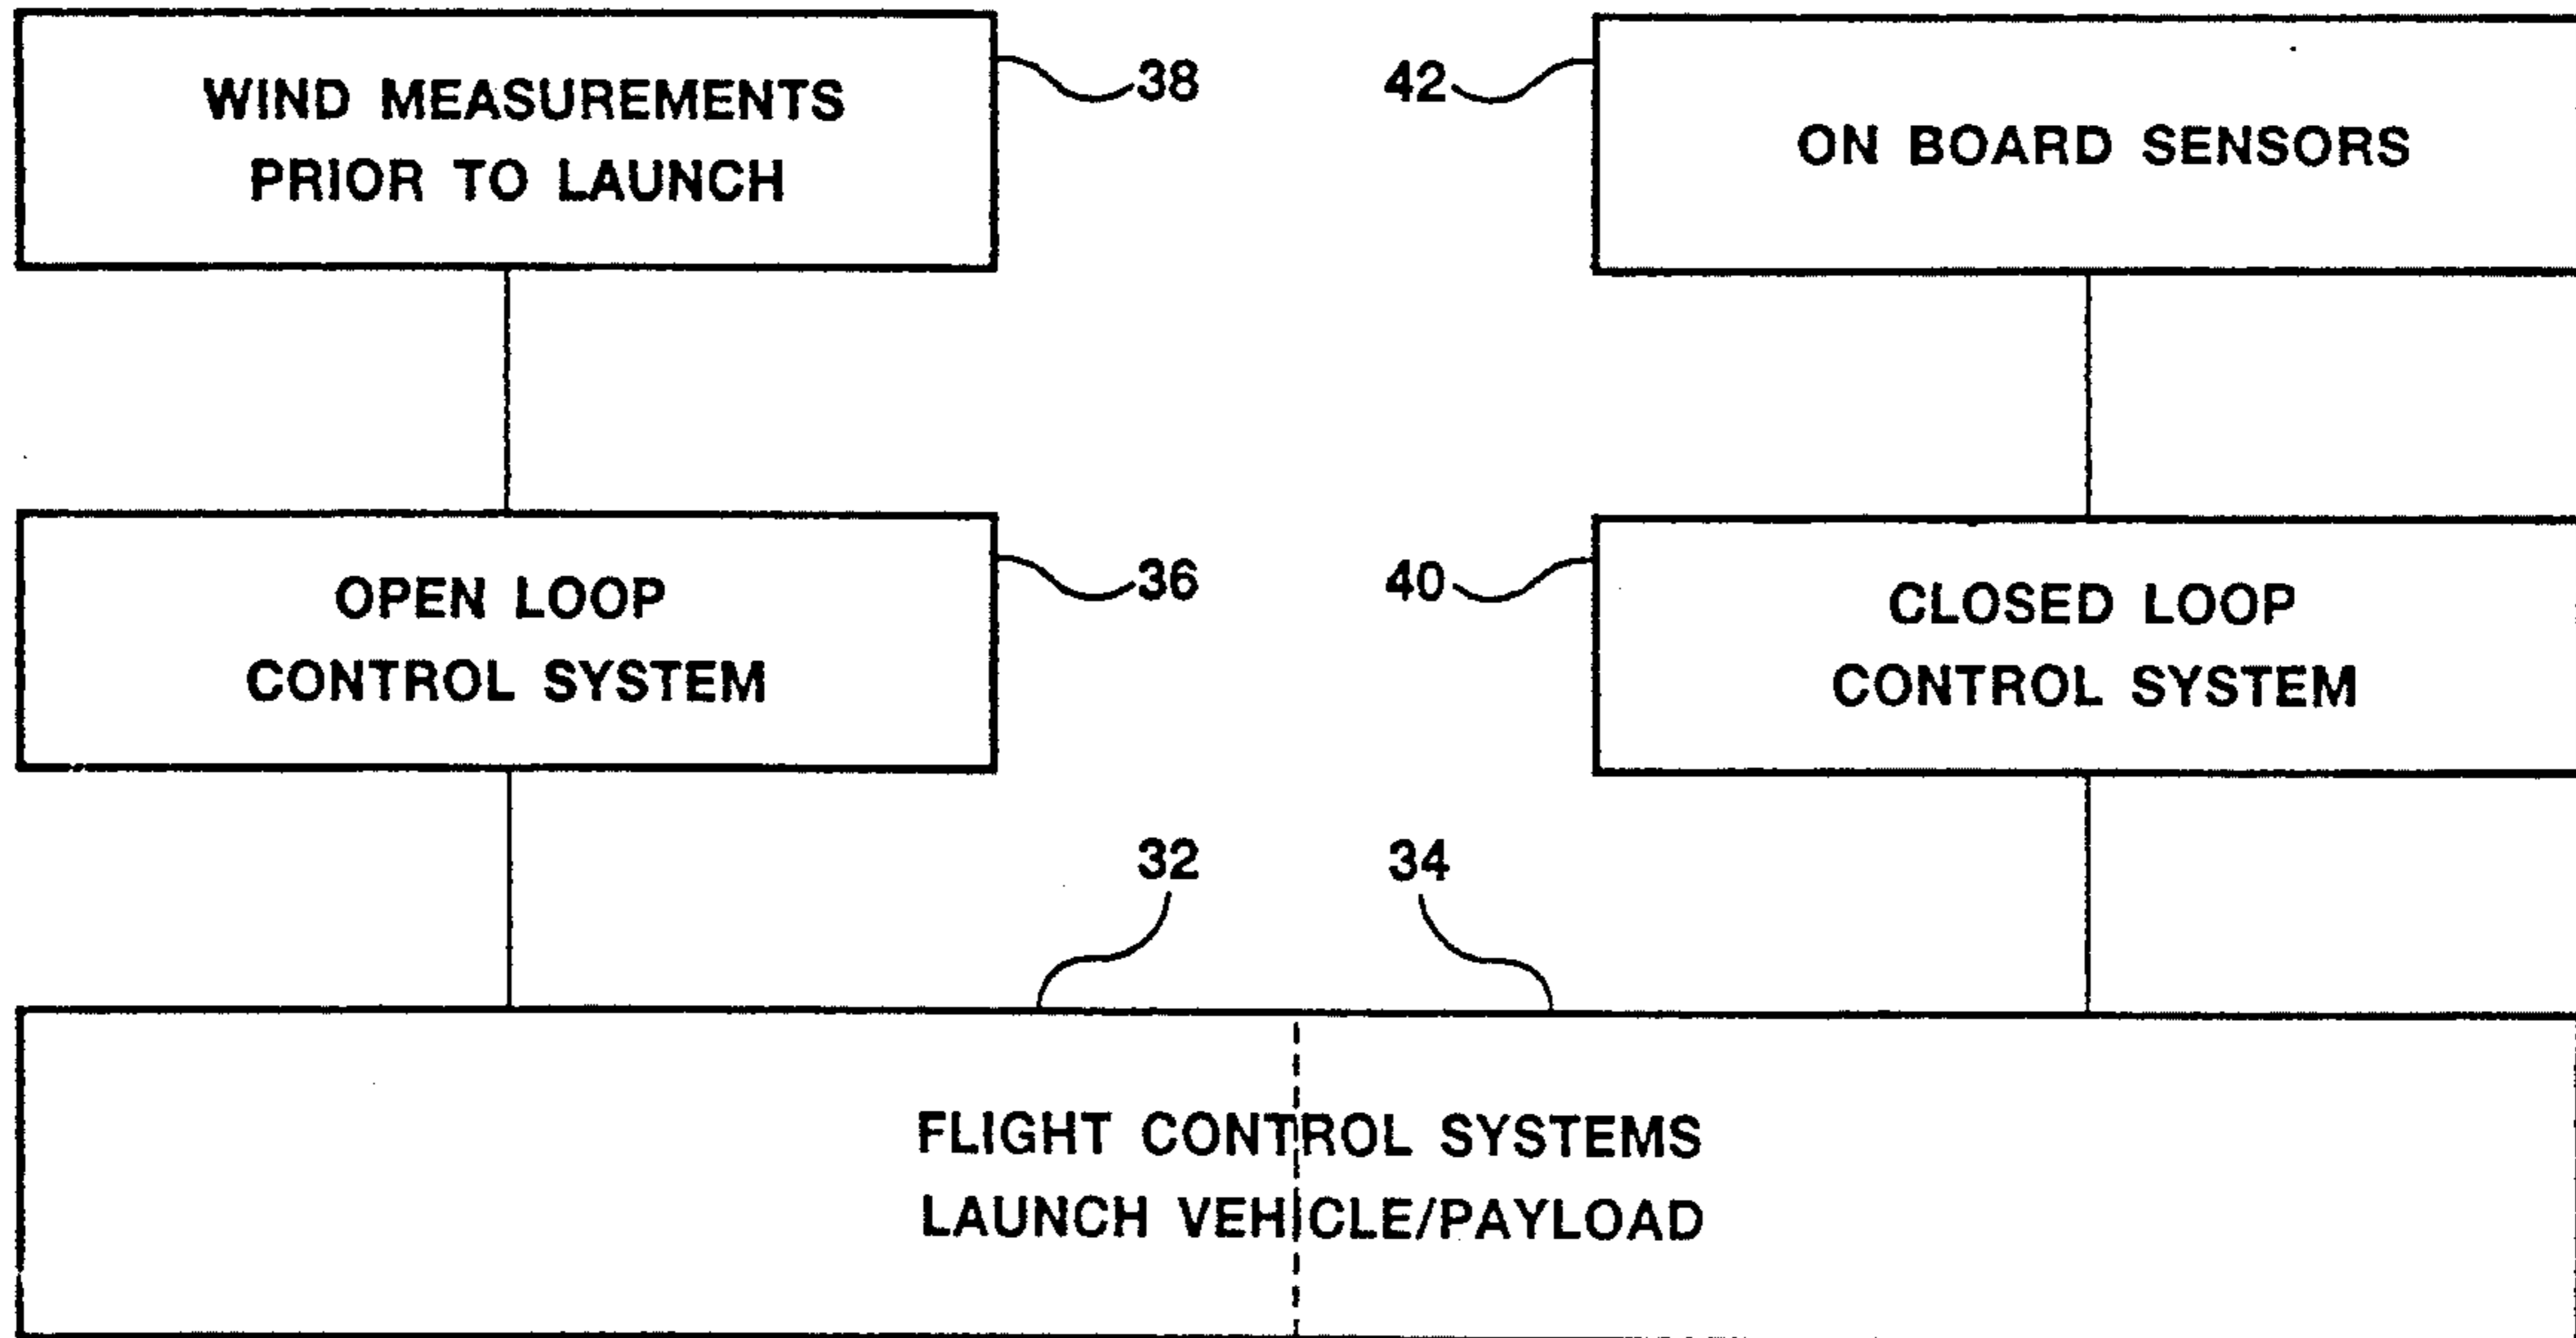 WIND MEASUREMENTS
PRIOR TO LAUNCH
38
42
ON BOARD SENSORS
OPEN LOOP
CONTROL SYSTEM
36
40
CLOSED LOOP
CONTROL SYSTEM
32
34
FLIGHT CONTROL SYSTEMS
LAUNCH VEHICLE/PAYLOAD